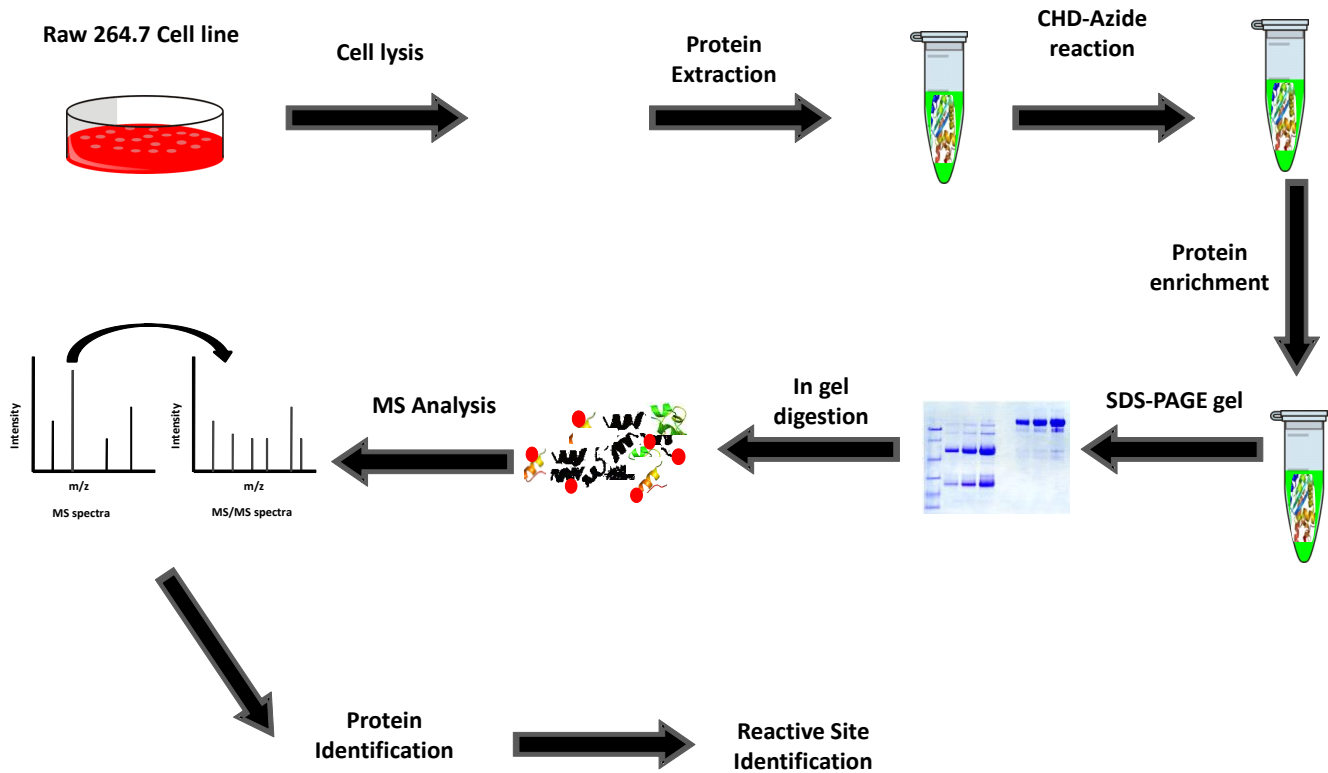 Raw 264.7 Cell line
Cell lysis
Protein
Extraction
CHD-Azide
reaction
Protein
enrichment
SDS-PAGE gel
In gel
digestion
MS Analysis
Intensity
m/z
MS spectra
Intensity
m/z
MS/MS spectra
Protein
Identification
Reactive Site
Identification